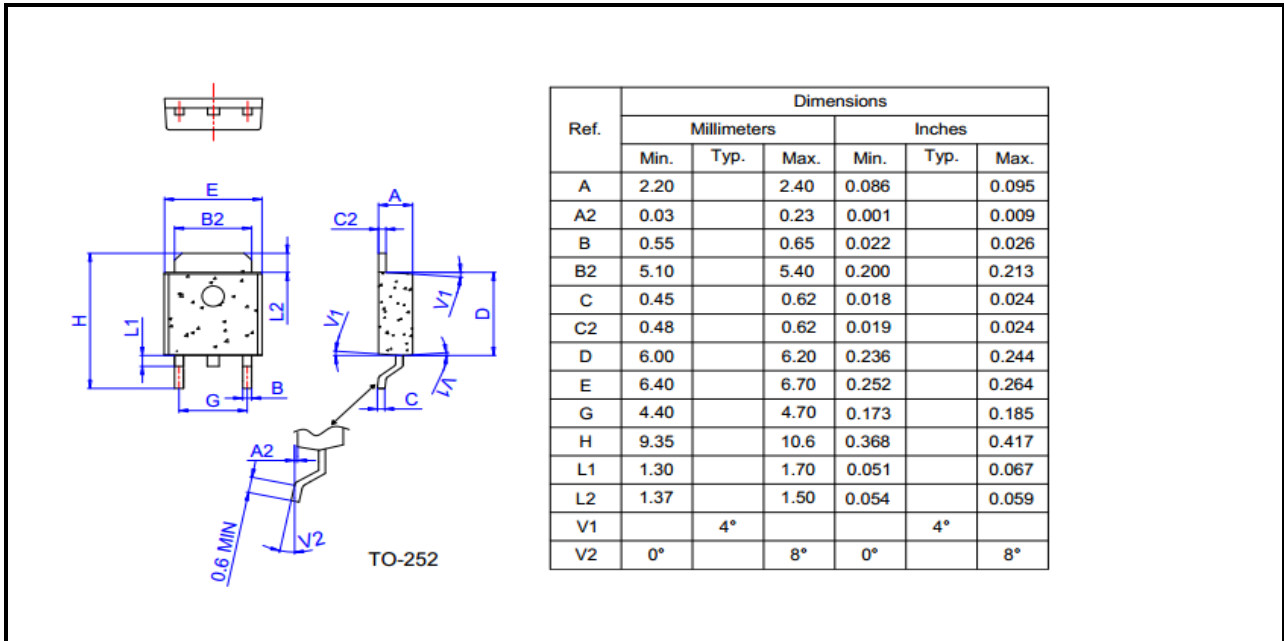 E
B2
H
L1
L2
G
B
A
C2
V1
V1
V1
D
C
A2
0.6 MIN
V2
TO-252
Ref. Dimensions
Millimeters Inches
Min. Typ. Max. Min. Typ. Max.
A 2.20 2.40 0.086 0.095
A2 0.03 0.23 0.001 0.009
B 0.55 0.65 0.022 0.026
B2 5.10 5.40 0.200 0.213
C 0.45 0.62 0.018 0.024
C2 0.48 0.62 0.019 0.024
D 6.00 6.20 0.236 0.244
E 6.40 6.70 0.252 0.264
G 4.40 4.70 0.173 0.185
H 9.35 10.6 0.368 0.417
L1 1.30 1.70 0.051 0.067
L2 1.37 1.50 0.054 0.059
V1 4° 4°
V2 0° 8° 0° 8°